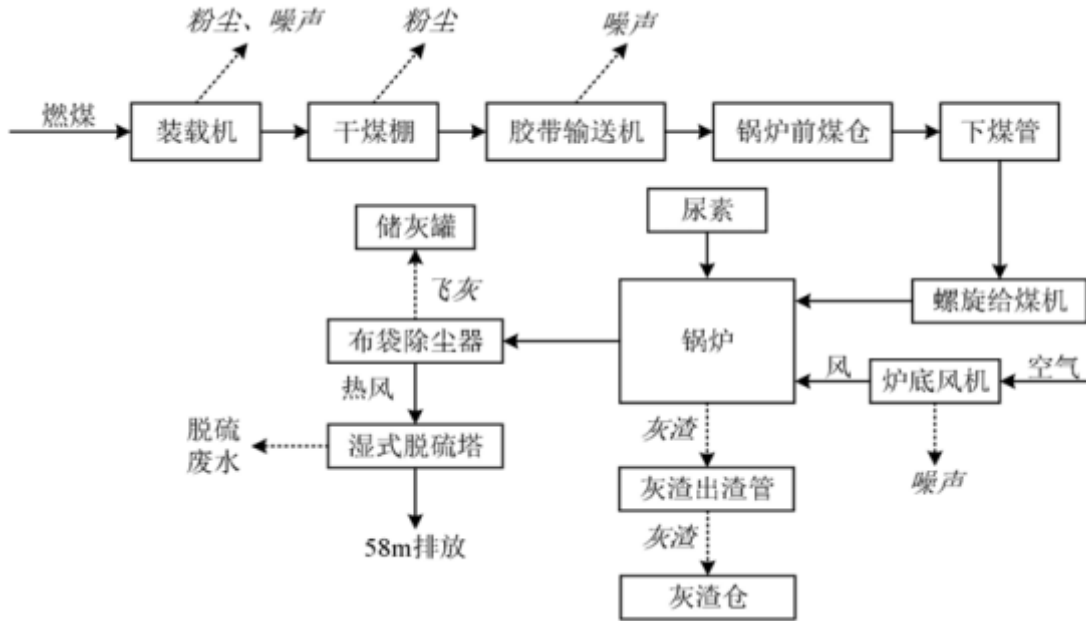 粉尘、噪声
粉尘
噪声
燃煤
装载机
干煤棚
胶带输送机
锅炉前煤仓
下煤管
尿素
储灰罐
飞灰
螺旋给煤机
布袋除尘器
锅炉
风
炉底风机
空气
热风
脱硫
废水
湿式脱硫塔
灰渣
灰渣出渣管
噪声
灰渣
58m排放
灰渣仓